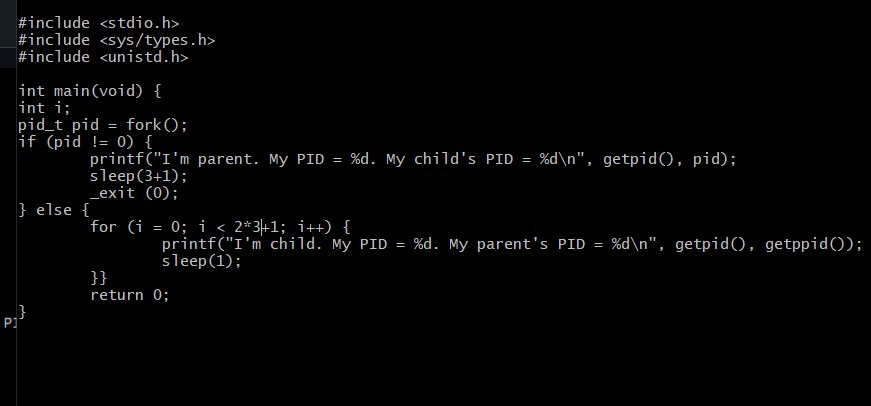 #include <stdio.h>
#include <sys/types.h>
#include <unistd.h>
int main(void) {
int i;
pid_t pid = fork();
if (pid != 0) {
printf("I'm parent. My PID = %d. My child's PID = %d\n", getpid(), pid);
sleep(3+1);
_exit (0);
} else {
for (i = 0; i < 2*3+1; i++) {
printf("I'm child. My PID = %d. My parent's PID = %d\n", getpid(), getppid());
sleep(1);
}}
return 0;
}